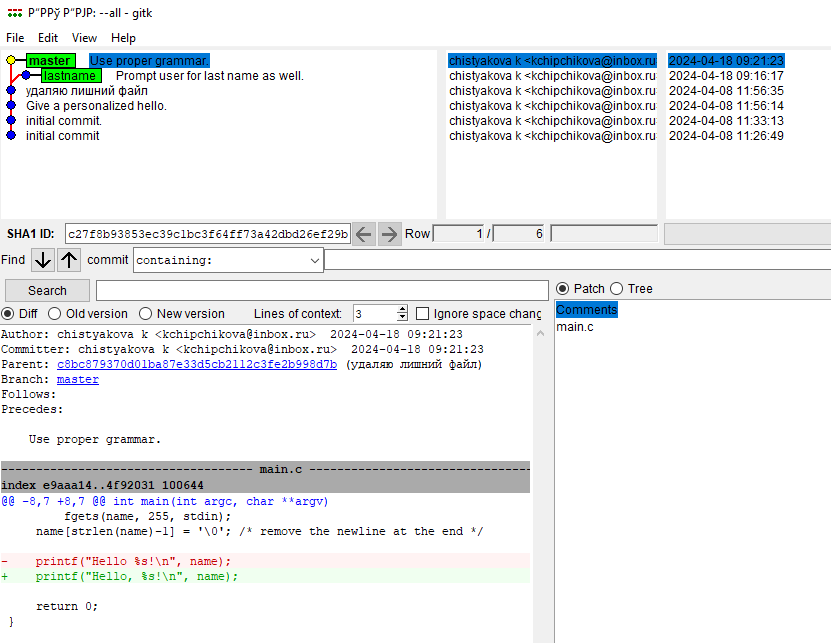 Р“РРЎ Р“РЈР: --all - gitk
File Edit View Help
master Use proper grammar. chistyakova k <kchipchikova@inbox.ru 2024-04-18 09:21:23
lastname Prompt user for last name as well. chistyakova k <kchipchikova@inbox.ru 2024-04-18 09:16:17
удаляю лишний файл chistyakova k <kchipchikova@inbox.ru 2024-04-08 11:56:35
Give a personalized hello. chistyakova k <kchipchikova@inbox.ru 2024-04-08 11:56:14
initial commit. chistyakova k <kchipchikova@inbox.ru 2024-04-08 11:33:13
initial commit chistyakova k <kchipchikova@inbox.ru 2024-04-08 11:26:49
SHA1 ID: c27f8b93853ec39c1bc3f64ff73a42dbd26ef29b Row 1 / 6
Find commit containing:
Search
Diff Old version New version Lines of context: 3 Ignore space chang
Patch Tree
Comments
main.c
Author: chistyakova k <kchipchikova@inbox.ru> 2024-04-18 09:21:23
Committer: chistyakova k <kchipchikova@inbox.ru> 2024-04-18 09:21:23
Parent: c8bc879370d01ba87e33d5cb2112c3fe2b998d7b (удаляю лишний файл)
Branch: master
Follows:
Precedes:
Use proper grammar.
---------------------------------- main.c ----------------------------------
index e9aaa14..4f92031 100644
@@ -8,7 +8,7 @@ int main(int argc, char **argv)
fgets(name, 255, stdin);
name[strlen(name)-1] = '\0'; /* remove the newline at the end */
- printf("Hello %s!\n", name);
+ printf("Hello, %s!\n", name);
return 0;
}